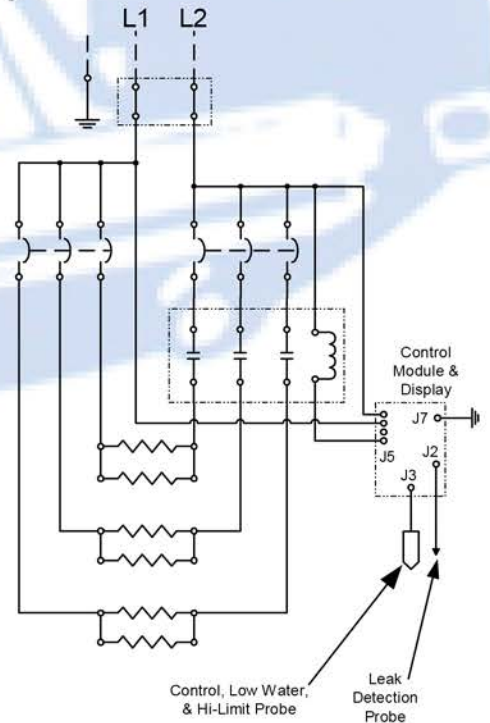 L1 L2
Control
Module &
Display
J7
J5
J2
J3
Control, Low Water,
& Hi-Limit Probe
Leak
Detection
Probe